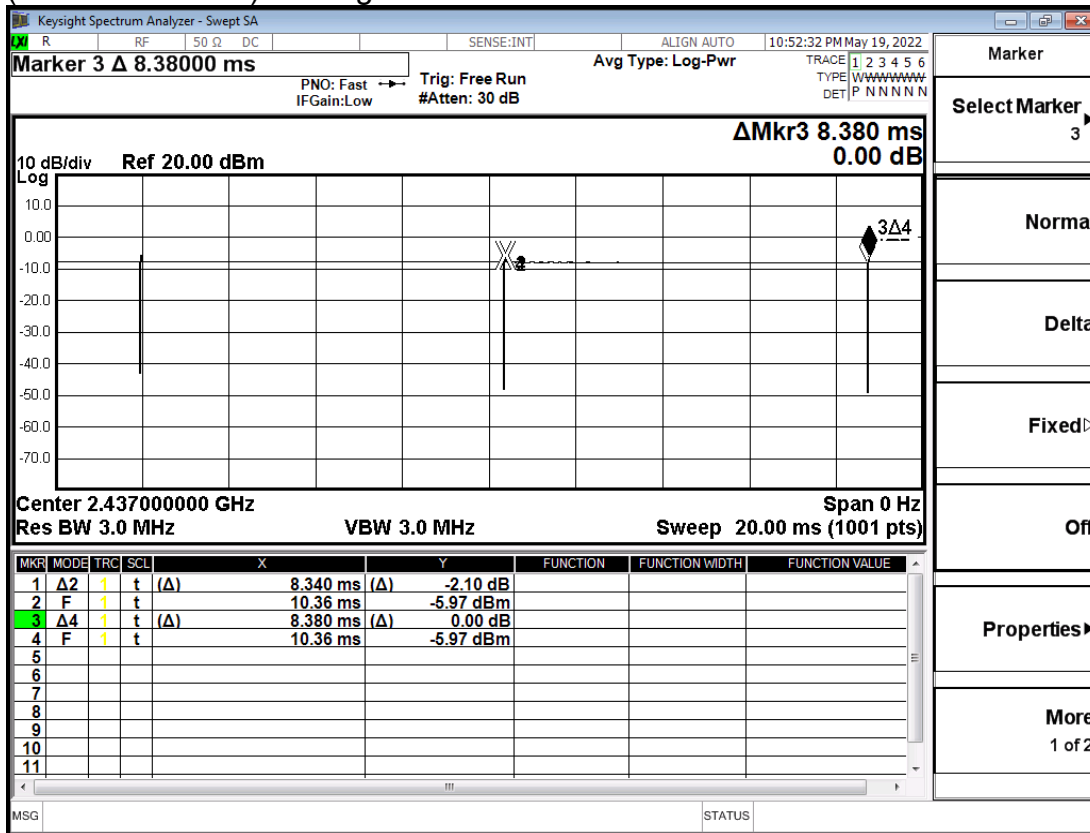 Keysight Spectrum Analyzer - Swept SA
LXI R RF 50 Ω DC SENSE:INT ALIGN AUTO 10:52:32 PM May 19, 2022
Marker 3 Δ 8.38000 ms
PNO: Fast
IFGain:Low
Trig: Free Run
#Atten: 30 dB
Avg Type: Log-Pwr
TRACE 1 2 3 4 5 6
TYPE WWWWWWW
DET P N N N N N
ΔMkr3 8.380 ms
0.00 dB
10 dB/div Ref 20.00 dBm
Log
10.0
0.00
-10.0
-20.0
-30.0
-40.0
-50.0
-60.0
-70.0
3Δ4
Center 2.437000000 GHz Span 0 Hz
Res BW 3.0 MHz VBW 3.0 MHz Sweep 20.00 ms (1001 pts)
MKR MODE TRC SCL X Y FUNCTION FUNCTION WIDTH FUNCTION VALUE
1 Δ2 1 t (Δ) 8.340 ms (Δ) -2.10 dB
2 F 1 t 10.36 ms -5.97 dBm
3 Δ4 1 t (Δ) 8.380 ms (Δ) 0.00 dB
4 F 1 t 10.36 ms -5.97 dBm
5
6
7
8
9
10
11
MSG STATUS
Marker
Select Marker
3
Norma
Delta
Fixed
Off
Properties
More
1 of 2